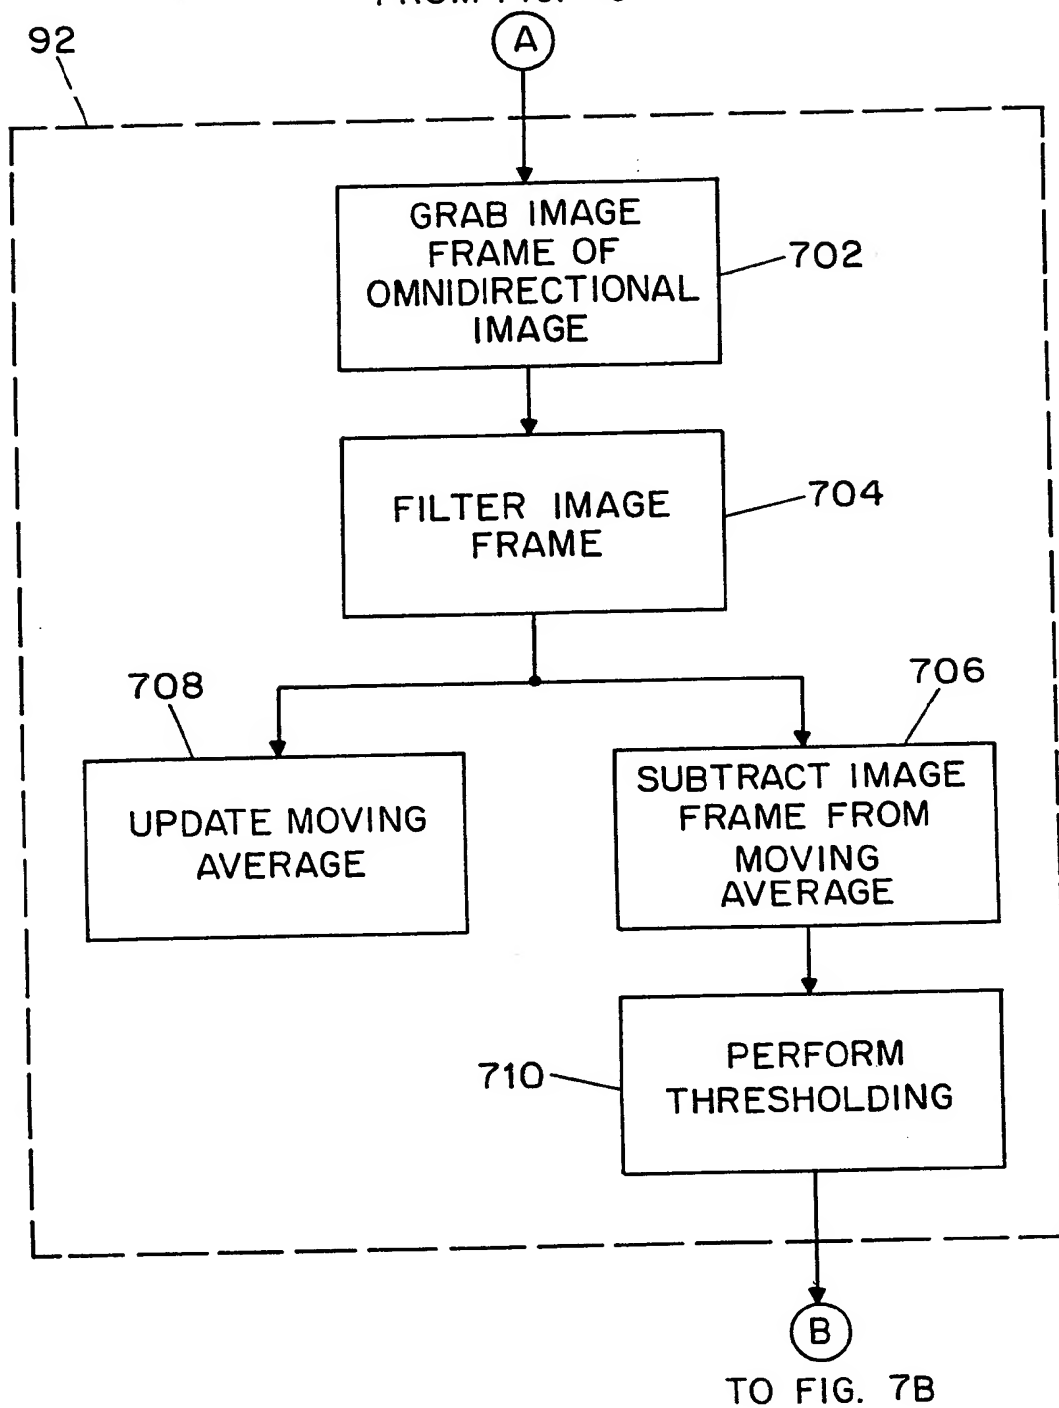 92
A
GRAB IMAGE
FRAME OF
OMNIDIRECTIONAL
IMAGE
702
FILTER IMAGE
FRAME
704
708
706
UPDATE MOVING
AVERAGE
SUBTRACT IMAGE
FRAME FROM
MOVING
AVERAGE
710
PERFORM
THRESHOLDING
B
TO FIG. 7B